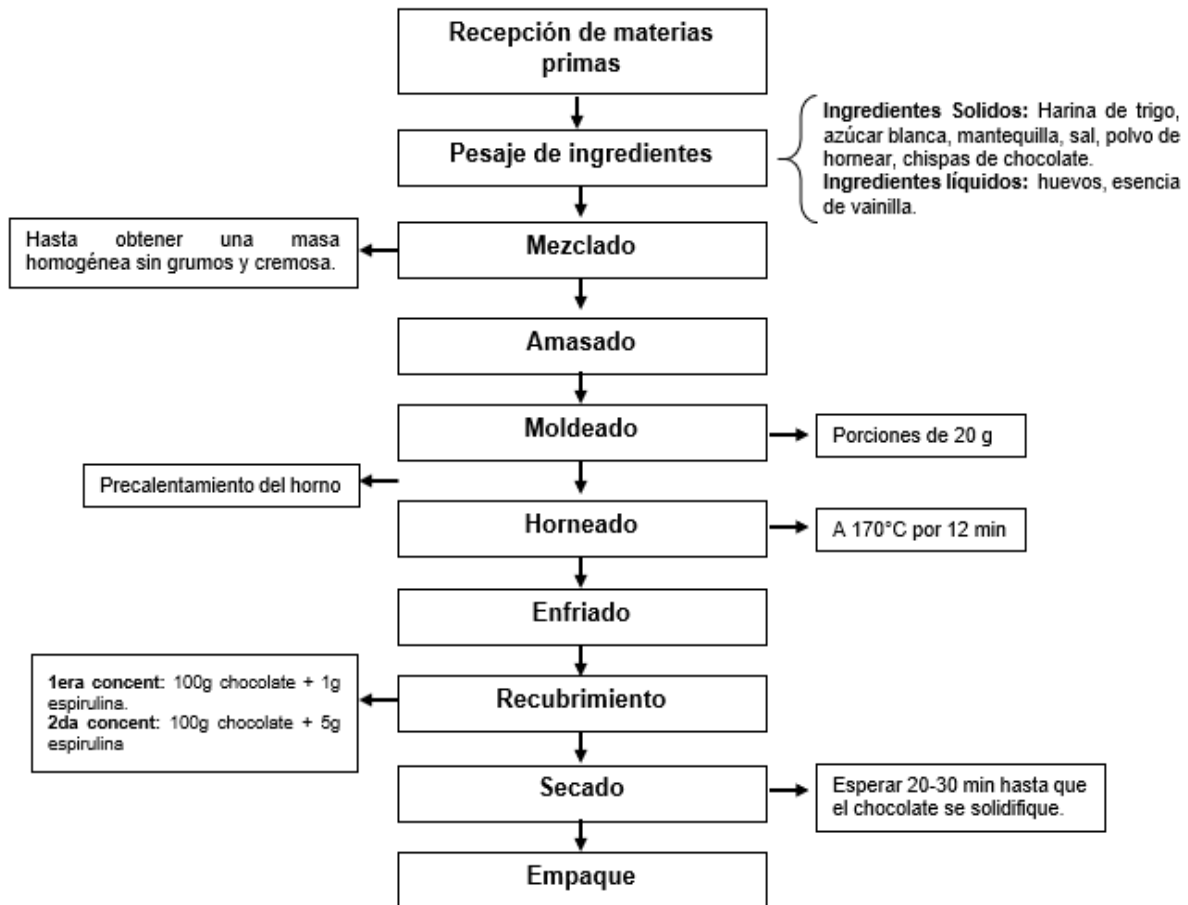 Recepción de materias
primas
Pesaje de ingredientes
Ingredientes Solidos: Harina de trigo,
azúcar blanca, mantequilla, sal, polvo de
hornear, chispas de chocolate.
Ingredientes líquidos: huevos, esencia
de vainilla.
Mezclado
Hasta obtener una masa
homogénea sin grumos y cremosa.
Amasado
Moldeado
Porciones de 20 g
Precalentamiento del horno
Horneado
A 170°C por 12 min
Enfriado
Recubrimiento
1era concent: 100g chocolate + 1g
espirulina.
2da concent: 100g chocolate + 5g
espirulina
Secado
Esperar 20-30 min hasta que
el chocolate se solidifique.
Empaque